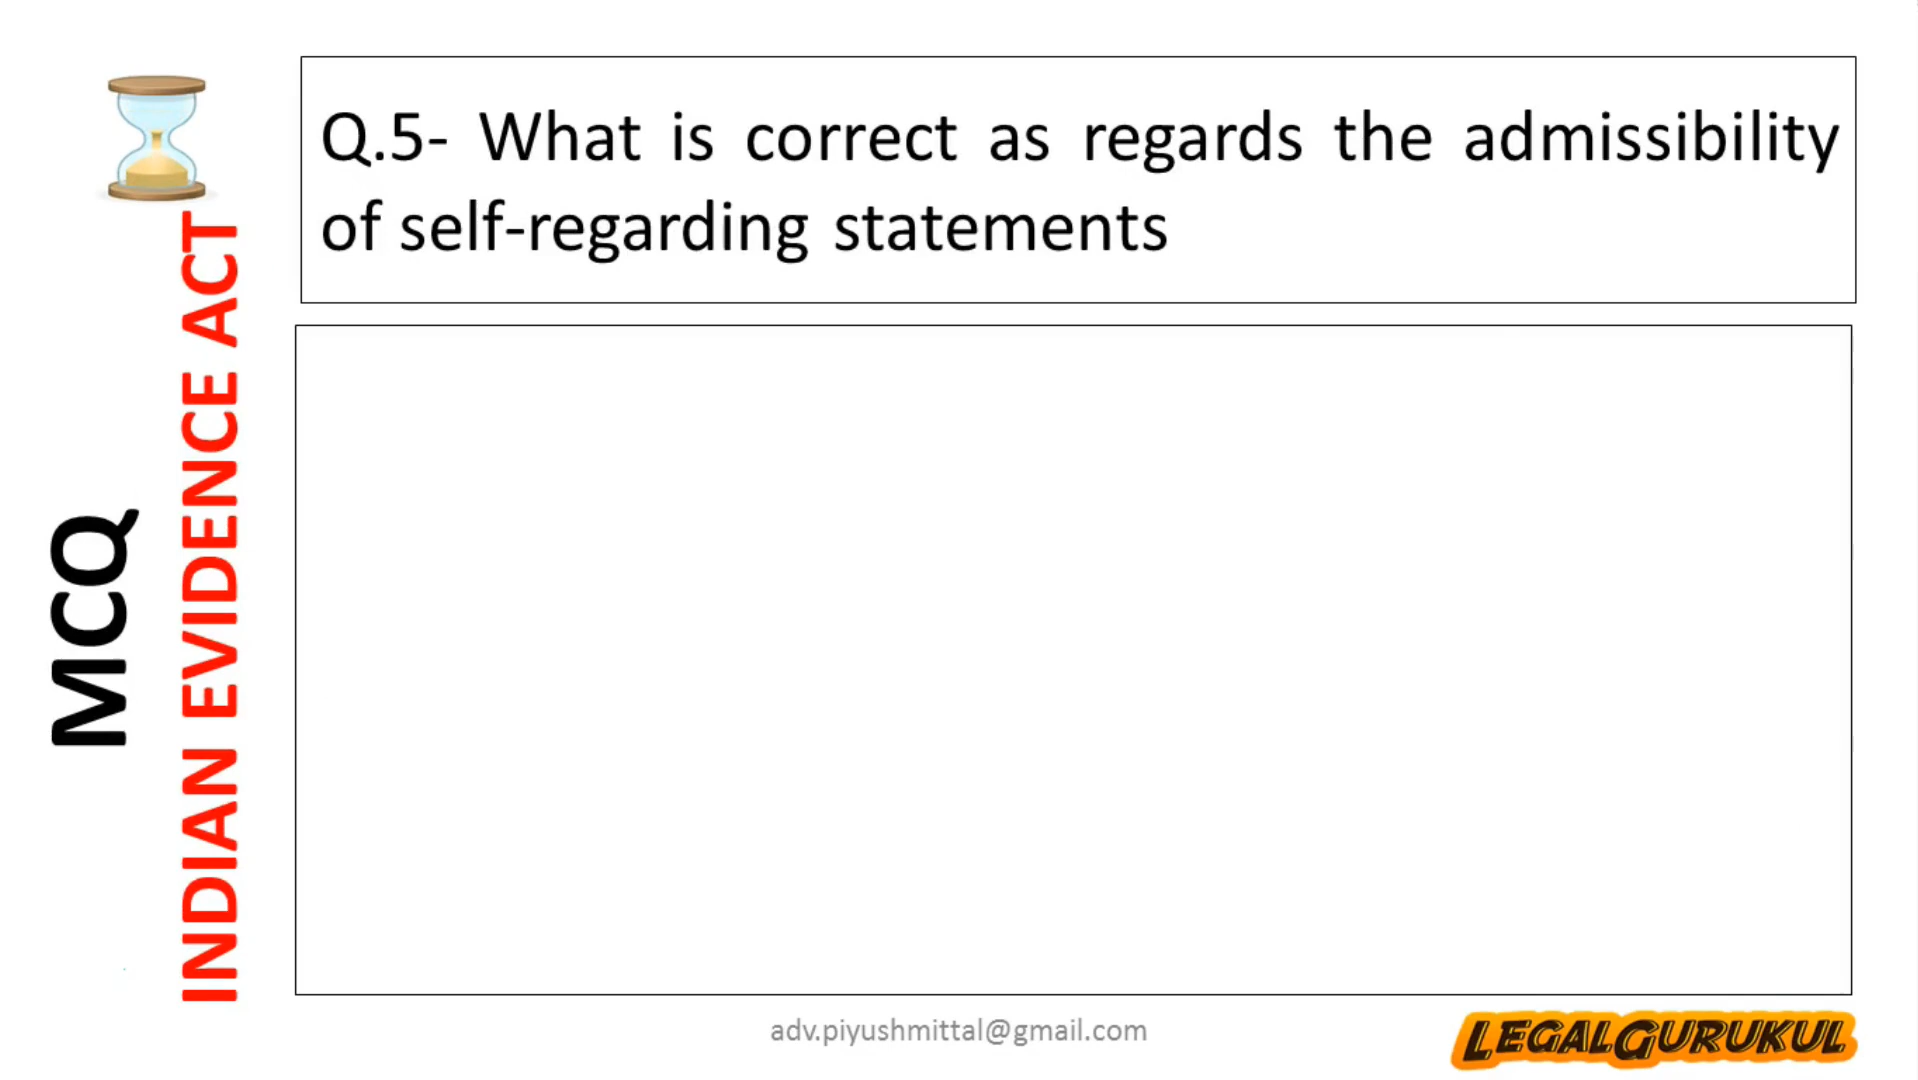 Q.5- What is correct as regards the admissibility
of self-regarding statements
MCQ
INDIAN EVIDENCE ACT
adv.piyushmittal@gmail.com
LEGALGURUKUL